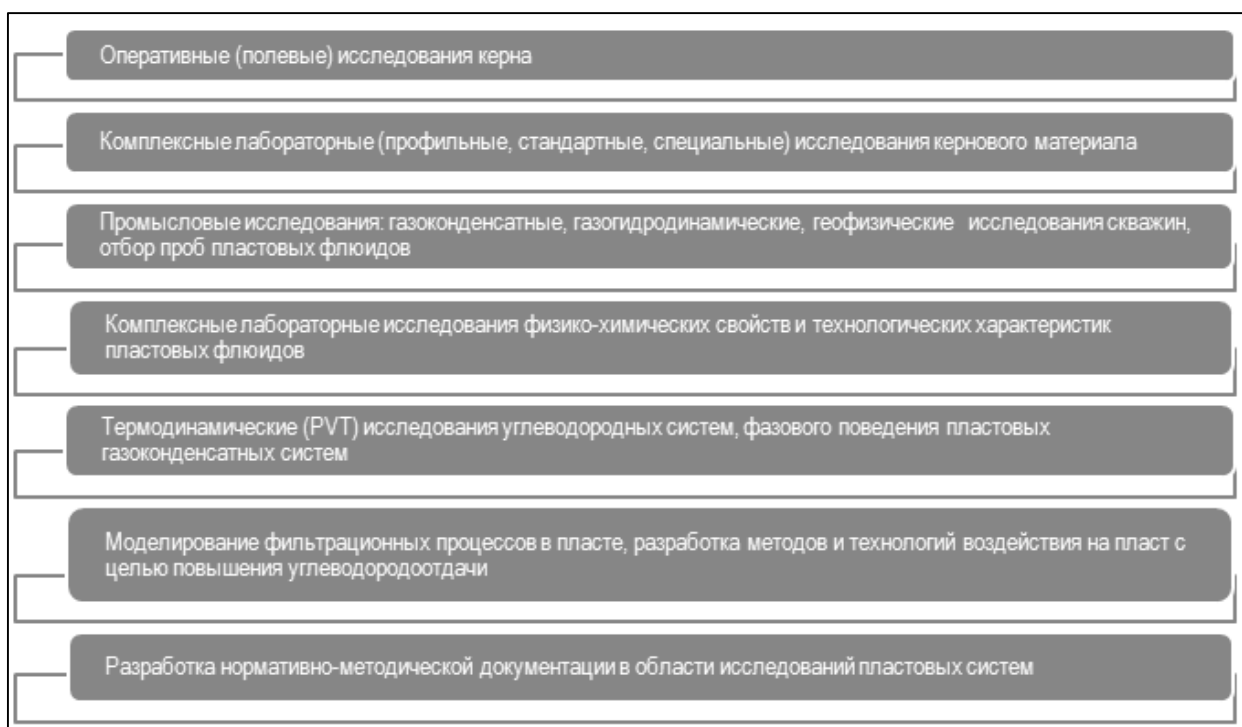 Оперативные (полевые) исследования керна
Комплексные лабораторные (профильные, стандартные, специальные) исследования кернового материала
Промысловые исследования: газоконденсатные, газогидродинамические, геофизические исследования скважин,
отбор проб пластовых флюидов
Комплексные лабораторные исследования физико-химических свойств и технологических характеристик
пластовых флюидов
Термодинамические (PVT) исследования углеводородных систем, фазового поведения пластовых
газоконденсатных систем
Моделирование фильтрационных процессов в пласте, разработка методов и технологий воздействия на пласт с
целью повышения углеводородоотдачи
Разработка нормативно-методической документации в области исследований пластовых систем